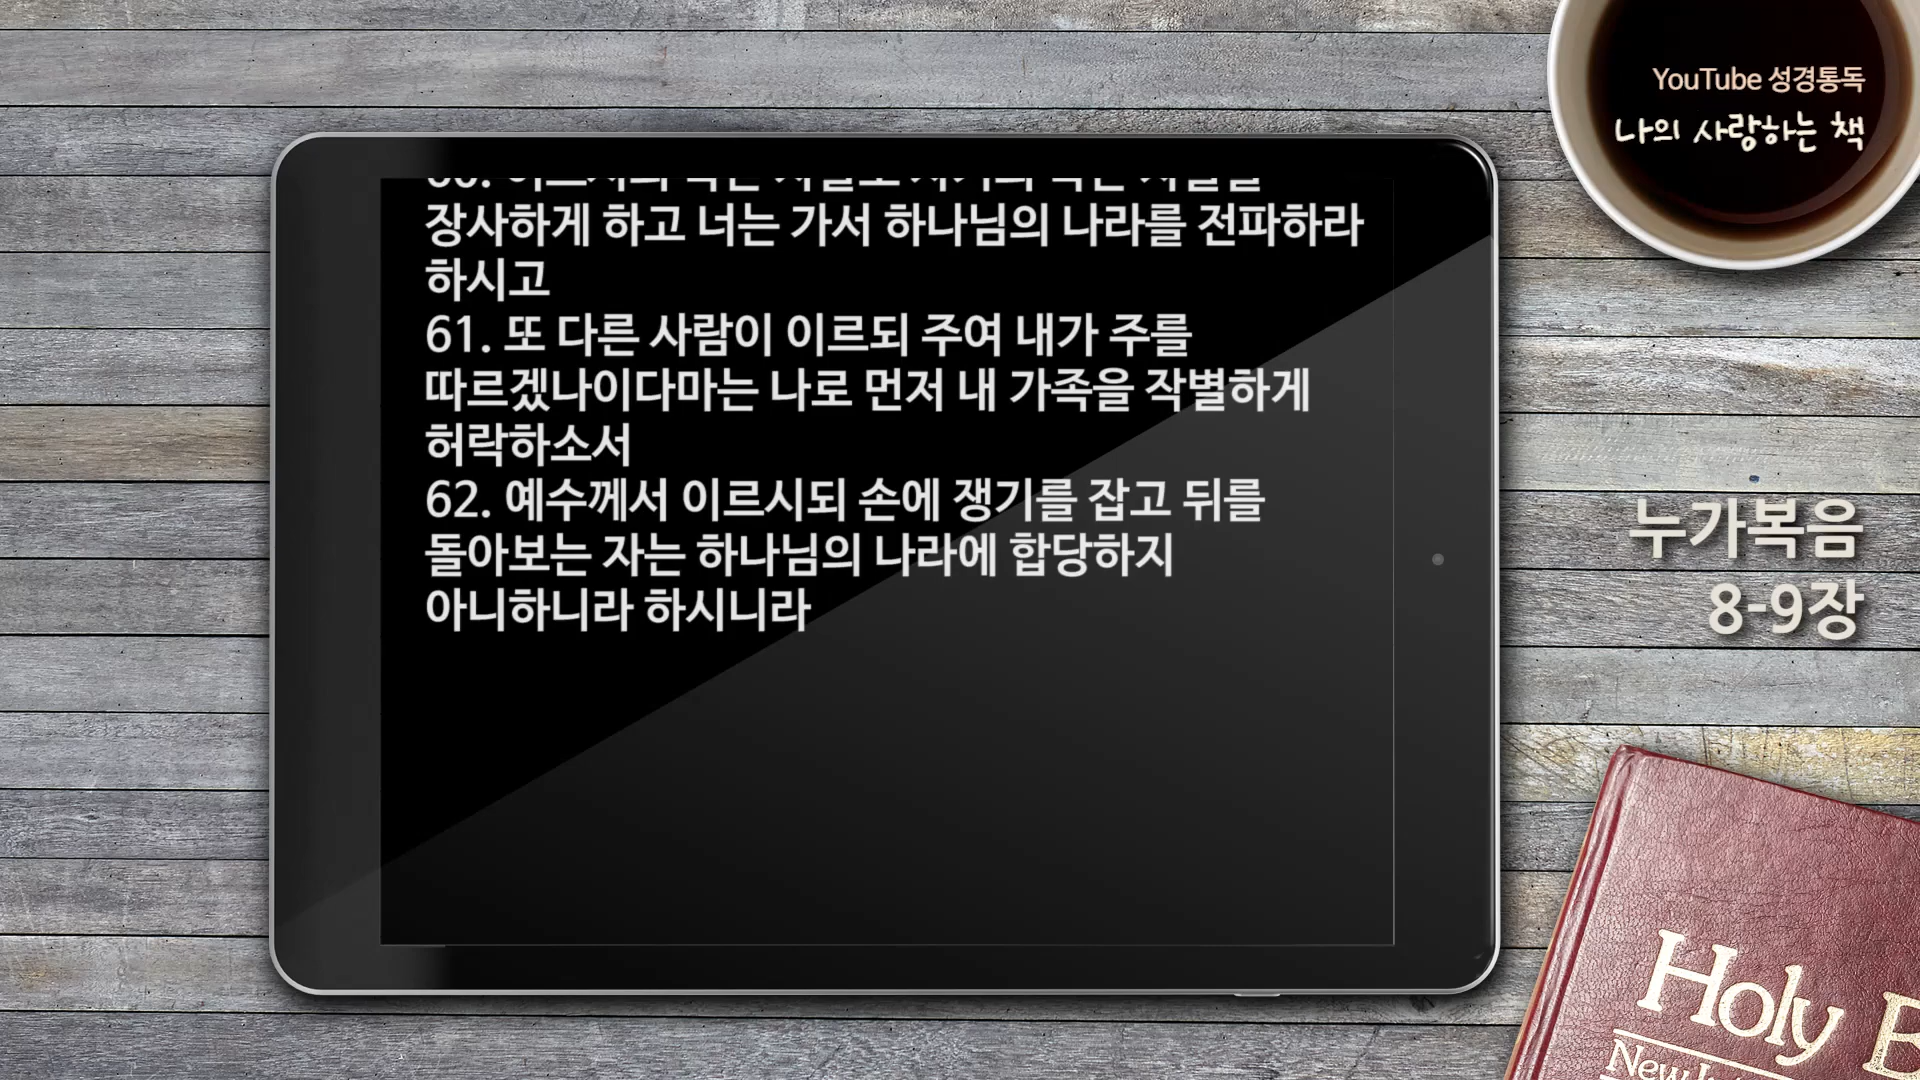 YouTube 성경통독
나의 사랑하는 책
장사하게 하고 너는 가서 하나님의 나라를 전파하라
하시고
61. 또 다른 사람이 이르되 주여 내가 주를
따르겠나이다마는 나로 먼저 내 가족을 작별하게
허락하소서
62. 예수께서 이르시되 손에 쟁기를 잡고 뒤를
돌아보는 자는 하나님의 나라에 합당하지
아니하니라 하시니라
누가복음
8-9장
Holy
New